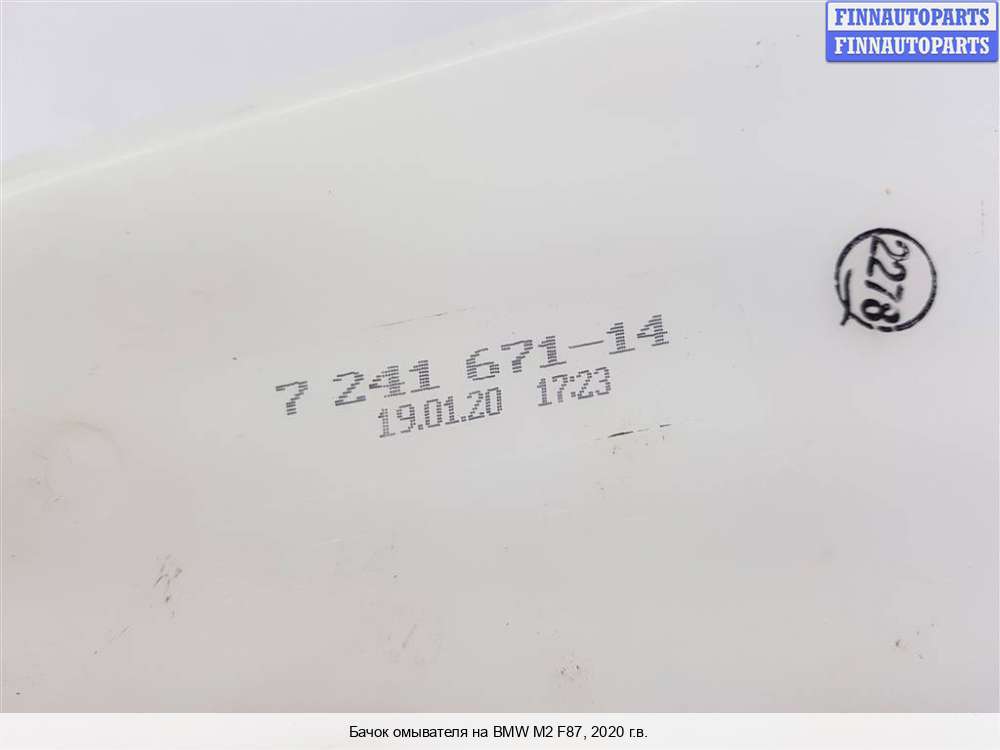 FINNAUTOPARTS
FINNAUTOPARTS
2278
7 241 671-14
19.01.20 17:23
Бачок омывателя на BMW M2 F87, 2020 г.в.